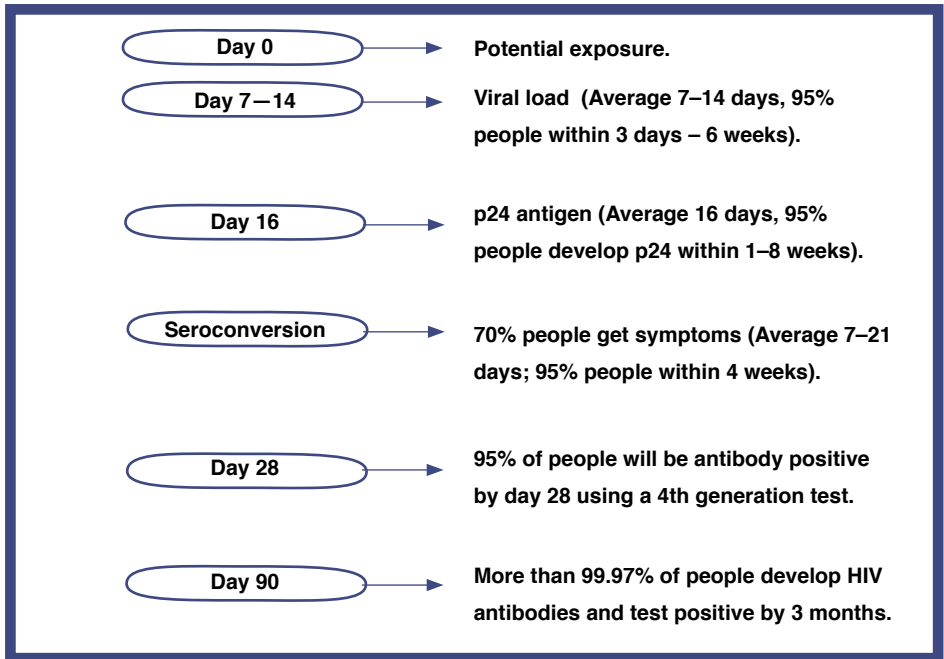 Day 0
Potential exposure.
Day 7—14
Viral load (Average 7–14 days, 95%
people within 3 days – 6 weeks).
Day 16
p24 antigen (Average 16 days, 95%
people develop p24 within 1–8 weeks).
Seroconversion
70% people get symptoms (Average 7–21
days; 95% people within 4 weeks).
Day 28
95% of people will be antibody positive
by day 28 using a 4th generation test.
Day 90
More than 99.97% of people develop HIV
antibodies and test positive by 3 months.